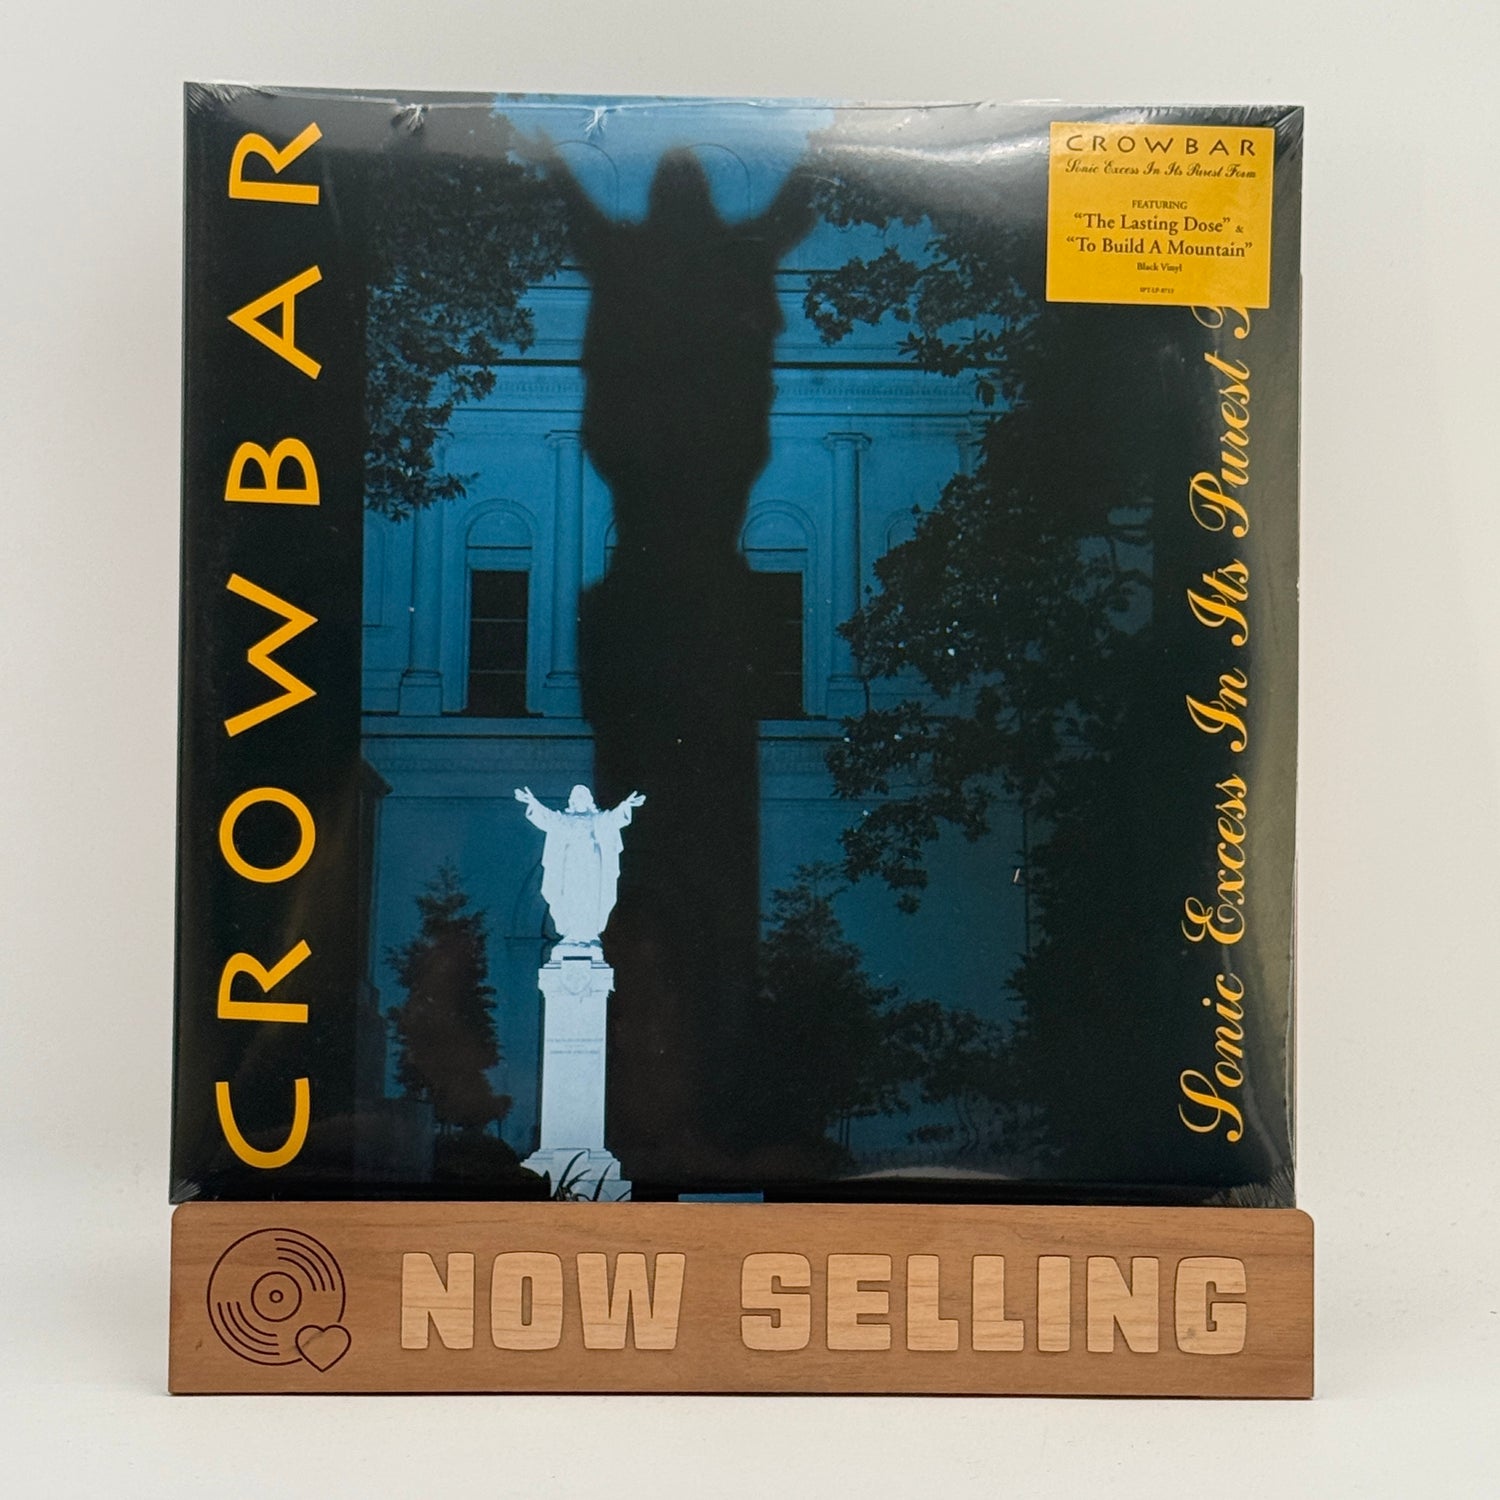 CROWBAR
CROWBAR
Sonic Excess In Its Purest Form
FEATURING
“The Lasting Dose” &
“To Build A Mountain”
Black Vinyl
Sonic Excess In Its Purest
NOW SELLING